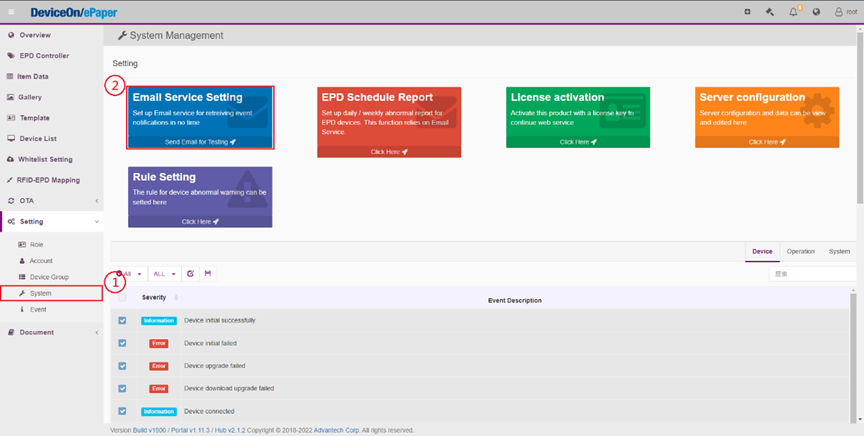 DeviceOn/ePaper
8
root
Overview
EPD Controller
Item Data
Gallery
Template
Device List
Whitelist Setting
RFID-EPD Mapping
OTA
Setting
Role
Account
Device Group
System
Event
Document
1
System Management
Setting
2
Email Service Setting
Set up Email service for retreiving event
notifications in no time
Send Email for Testing
EPD Schedule Report
Set up daily / weekly abnormal report for
EPD devices. This function relies on Email
Service.
Click Here
License activation
Activate this product with a license key to
continue web service
Click Here
Server configuration
Server configuration and data can be view
and edited here
Click Here
Rule Setting
The rule for device abnormal warning can be
setted here
Click Here
Device Operation System
All ALL
搜索
Severity Event Description
Information Device initial successfully
Error Device initial failed
Error Device upgrade failed
Error Device download upgrade failed
Information Device connected
Version Build v1500 / Portal v1.11.3 / Hub v2.1.2 Copyright © 2018-2022 Advantech Corp. All rights reserved.